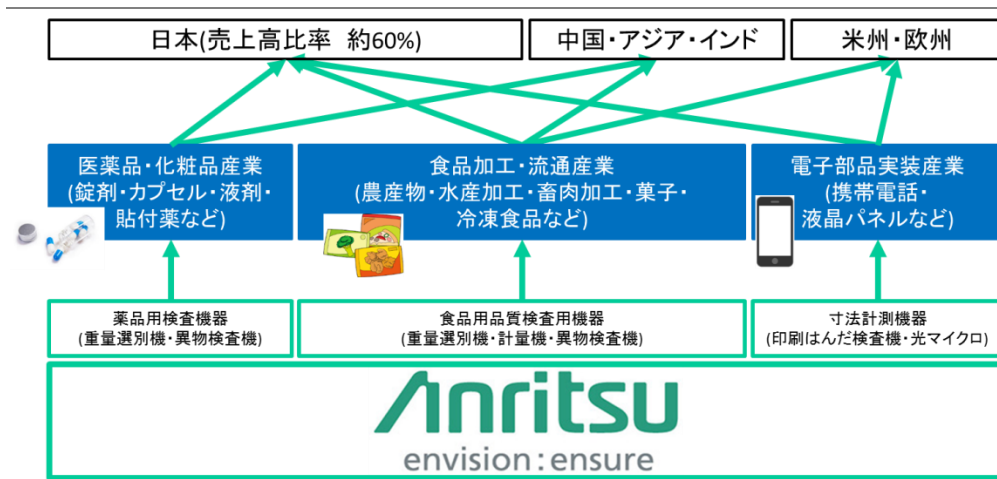 日本(売上高比率 約60%)
中国・アジア・インド
米州・欧州
医薬品・化粧品産業
(錠剤・カプセル・液剤・
貼付薬など)
食品加工・流通産業
(農産物・水産加工・畜肉加工・菓子・
冷凍食品など)
電子部品実装産業
(携帯電話・
液晶パネルなど)
薬品用検査機器
(重量選別機・異物検査機)
食品用品質検査用機器
(重量選別機・計量機・異物検査機)
寸法計測機器
(印刷はんだ検査機・光マイクロ)
Anritsu
envision : ensure